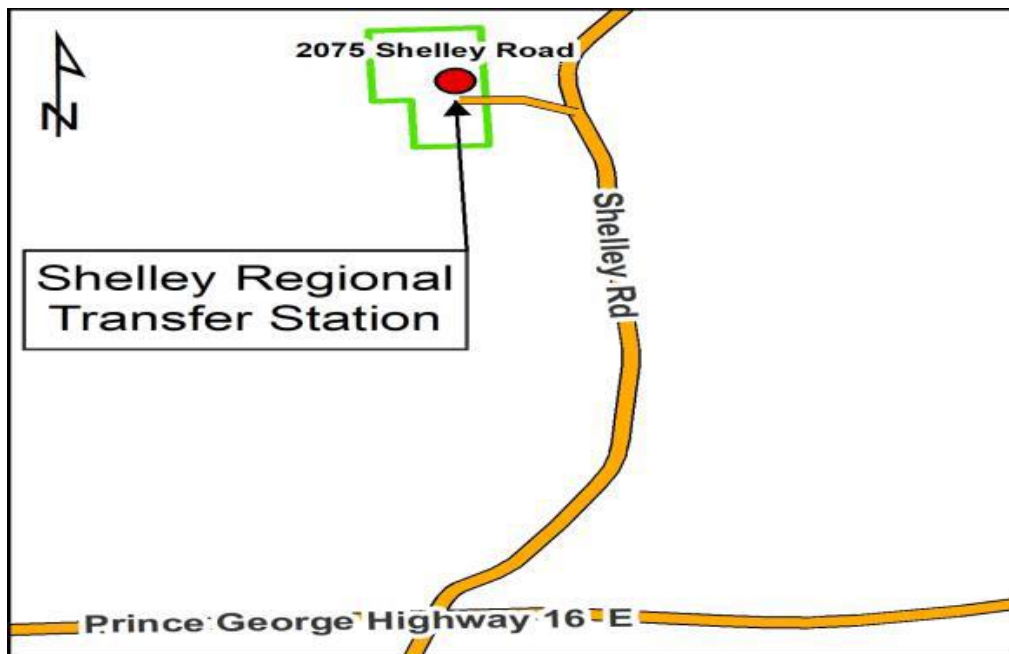 2075 Shelley Road
N
Shelley Regional
Transfer Station
Shelley Rd
Prince George Highway 16 E